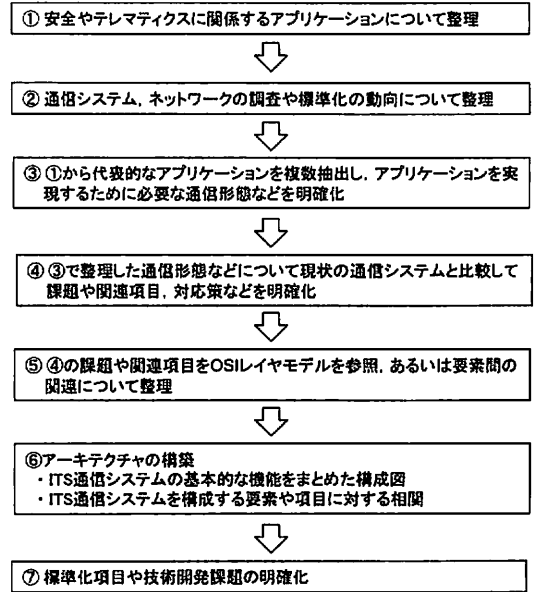 ① 安全やテレマティクスに関係するアプリケーションについて整理
② 通信システム，ネットワークの調査や標準化の動向について整理
③ ①から代表的なアプリケーションを複数抽出し，アプリケーションを実
現するために必要な通信形態などを明確化
④ ③で整理した通信形態などについて現状の通信システムと比較して
課題や関連項目，対応策などを明確化
⑤ ④の課題や関連項目をOSIレイヤモデルを参照，あるいは要素間の
関連について整理
⑥アーキテクチャの構築
・ITS通信システムの基本的な機能をまとめた構成図
・ITS通信システムを構成する要素や項目に対する相関
⑦ 標準化項目や技術開発課題の明確化